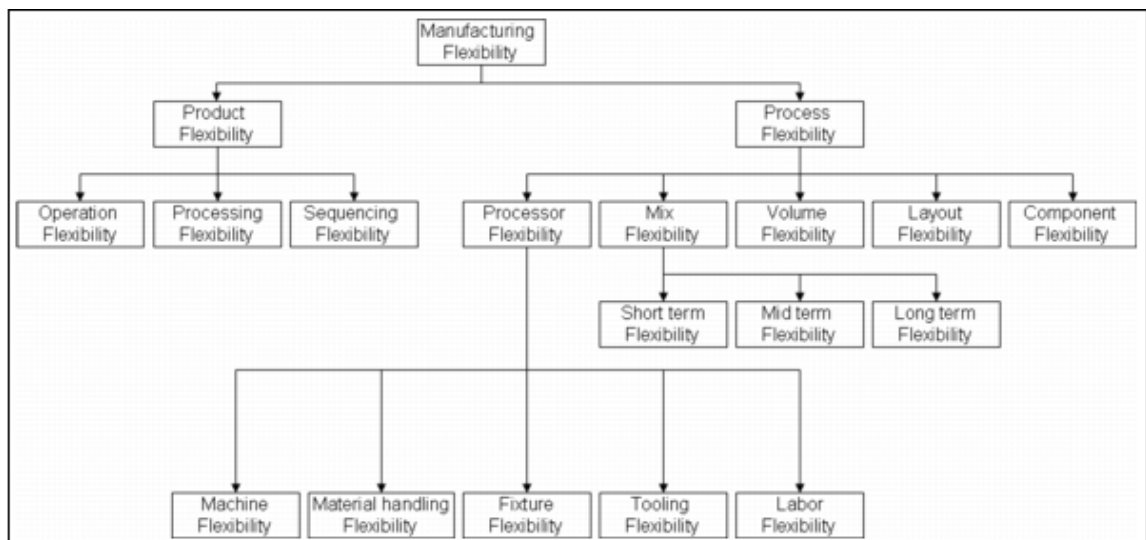 Manufacturing
Flexibility
Product
Flexibility
Process
Flexibility
Operation
Flexibility
Processing
Flexibility
Sequencing
Flexibility
Processor
Flexibility
Mix
Flexibility
Volume
Flexibility
Layout
Flexibility
Component
Flexibility
Short term
Flexibility
Mid term
Flexibility
Long term
Flexibility
Machine
Flexibility
Material handling
Flexibility
Fixture
Flexibility
Tooling
Flexibility
Labor
Flexibility